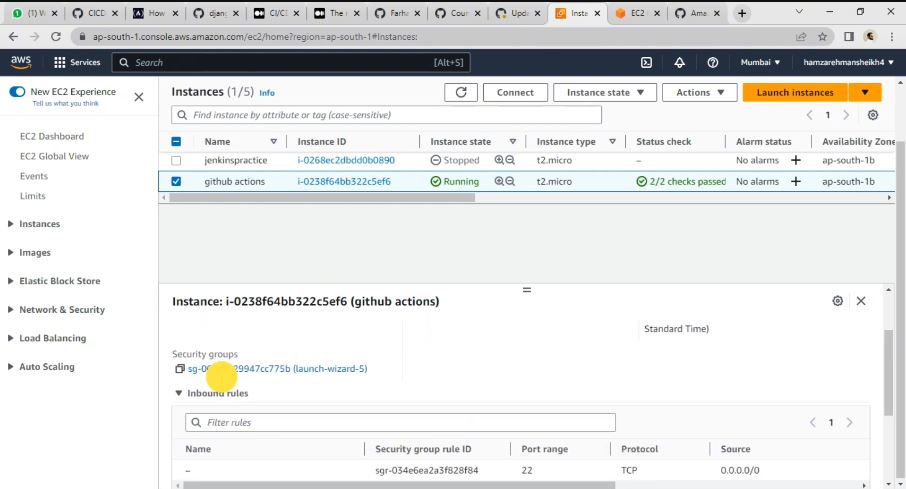 (1) W
CICD
How
djang
CI/CD
The r
Farha
Coun
Upda
Insta
EC2
Ama
ap-south-1.console.aws.amazon.com/ec2/home?region=ap-south-1#Instances:
aws
Services
Search
[Alt+S]
Mumbai
hamzarehmansheikh4
New EC2 Experience
Tell us what you think
EC2 Dashboard
EC2 Global View
Events
Limits
Instances
Images
Elastic Block Store
Network & Security
Load Balancing
Auto Scaling
Instances (1/5) Info
Connect
Instance state
Actions
Launch instances
Find instance by attribute or tag (case-sensitive)
1
Name Instance ID Instance state Instance type Status check Alarm status Availability Zone
jenkinspractice i-0268ec2dbdd0b0890 Stopped t2.micro – No alarms + ap-south-1b
github actions i-0238f64bb322c5ef6 Running t2.micro 2/2 checks passed No alarms + ap-south-1b
Instance: i-0238f64bb322c5ef6 (github actions)
Standard Time)
Security groups
29947cc775b (launch-wizard-5)
Inbound rules
Filter rules
1
Name Security group rule ID Port range Protocol Source
– sgr-034e6ea2a3f828f84 22 TCP 0.0.0.0/0